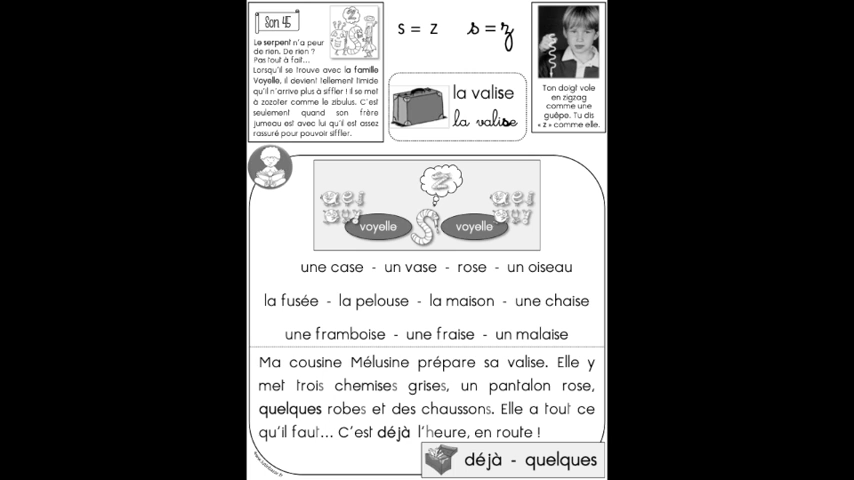 Son 45
Le serpent n'a peur
de rien. De rien ?
Pas tout à fait...
Lorsqu'il se trouve avec la famille
Voyelle, il devient tellement timide
qu'il n'arrive plus à siffler ! Il se met
à zozoter comme le zibulus. C'est
seulement quand son frère
jumeau est avec lui qu'il est assez
rassuré pour pouvoir siffler.
s = z s = z
la valise
la valise
Ton doigt vole
en zigzag
comme une
guêpe. Tu dis
« z » comme elle.
z
a e i
o u y
voyelle
s
a e i
o u y
voyelle
une case - un vase - rose - un oiseau
la fusée - la pelouse - la maison - une chaise
une framboise - une fraise - un malaise
Ma cousine Mélusine prépare sa valise. Elle y
met trois chemises grises, un pantalon rose,
quelques robes et des chaussons. Elle a tout ce
qu'il faut... C'est déjà l'heure, en route !
déjà - quelques